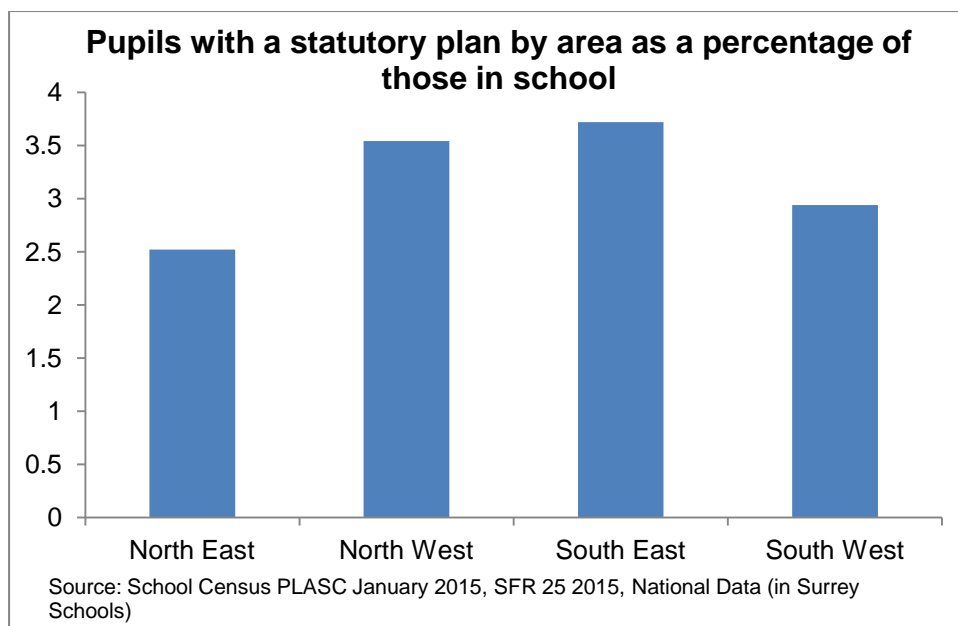 Pupils with a statutory plan by area as a percentage of
those in school
4
3.5
3
2.5
2
1.5
1
0.5
0
North East North West South East South West
Source: School Census PLASC January 2015, SFR 25 2015, National Data (in Surrey
Schools)